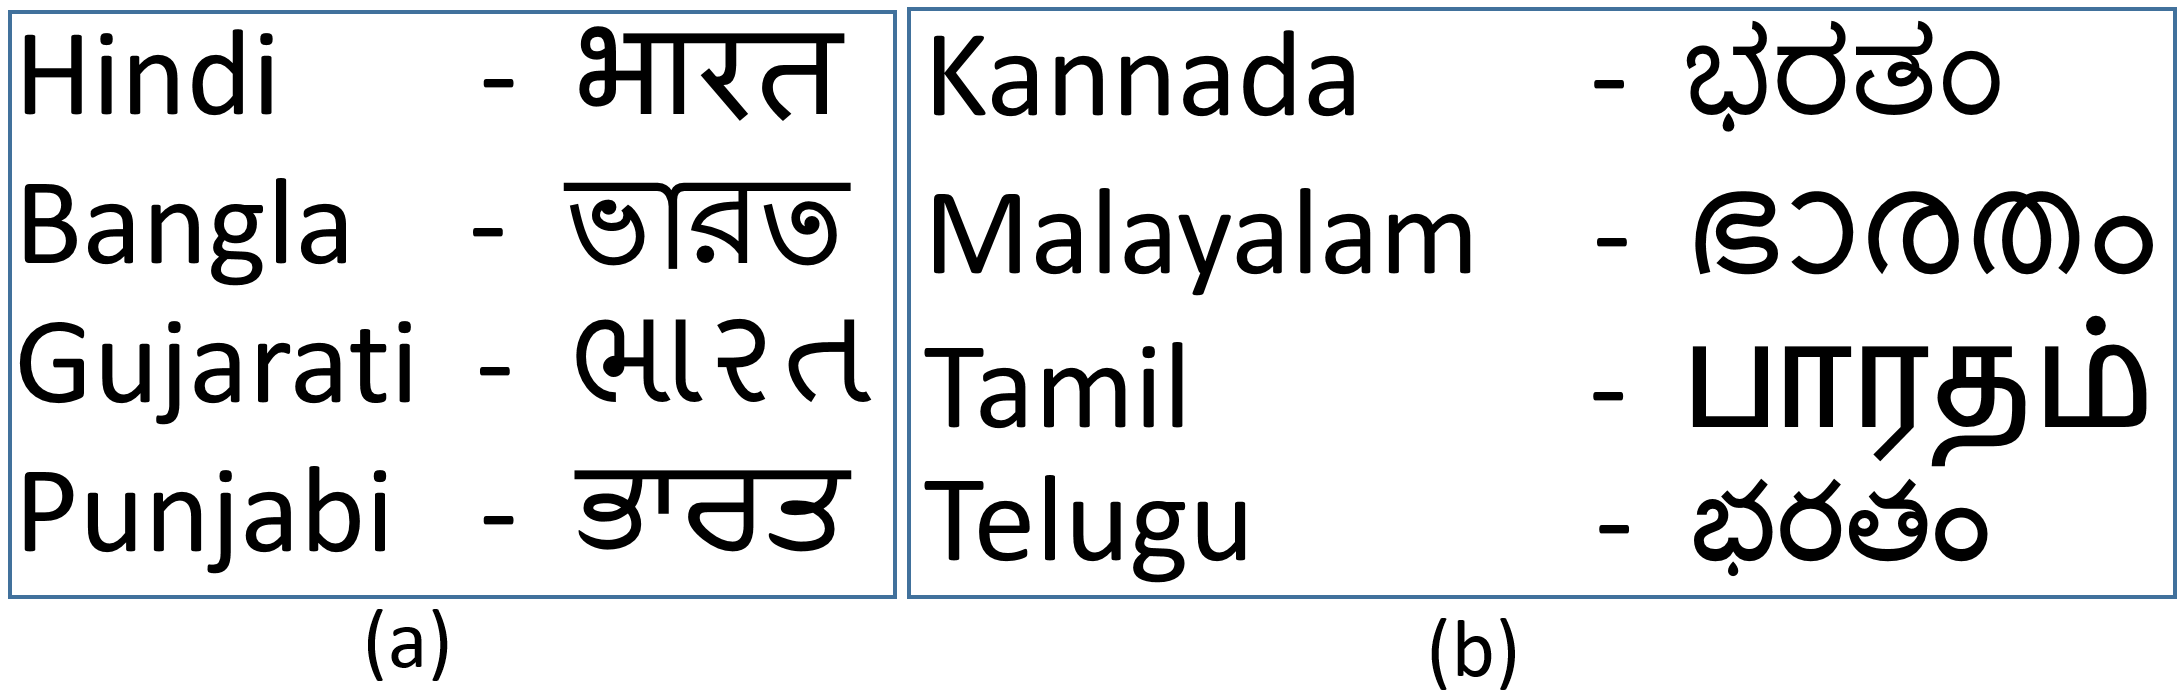 Hindi - भारत
Bangla - ভারত
Gujarati - ભારત
Punjabi - ਭਾਰਤ
(a)
Kannada - ಭರತಂ
Malayalam - ഭാരതം
Tamil - பாரதம்
Telugu - భరతం
(b)